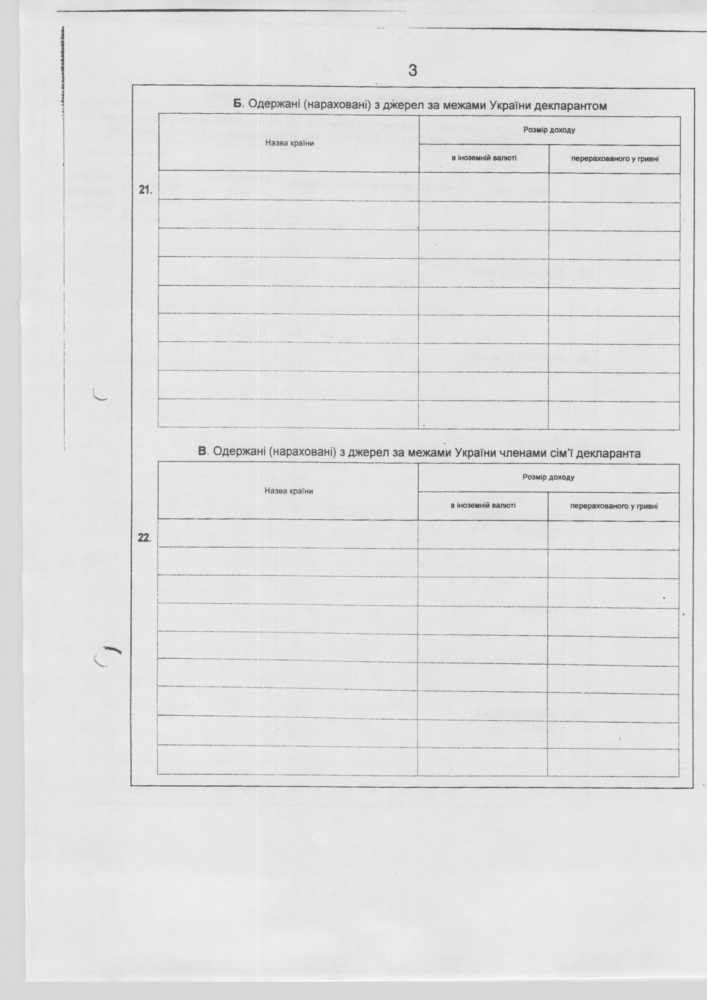 3
Б. Одержані (нараховані) з джерел за межами України декларантом
Назва країни
Розмір доходу
в іноземній валюті
перерахованого у гривні
21.
В. Одержані (нараховані) з джерел за межами України членами сім'ї декларанта
Назва країни
Розмір доходу
в іноземній валюті
перерахованого у гривні
22.